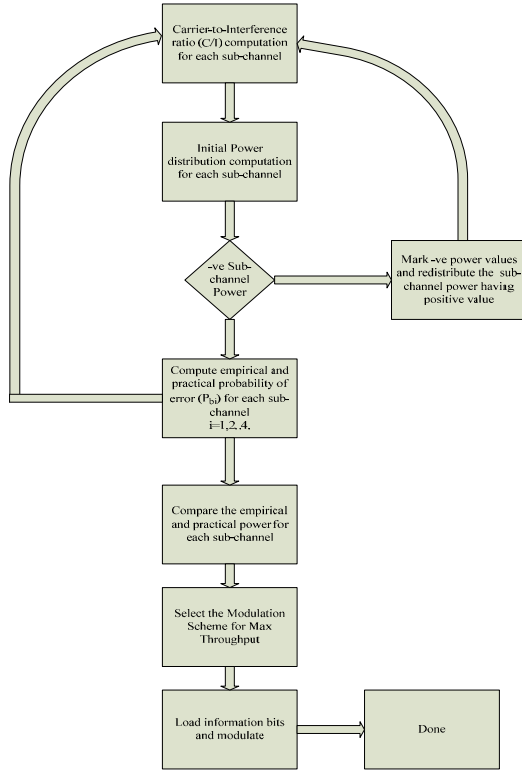 Carrier-to-Interference
ratio (C/I) computation
for each sub-channel
Initial Power
distribution computation
for each sub-channel
-ve Sub-
channel
Power
Mark -ve power values
and redistribute the sub-
channel power having
positive value
Compute empirical and
practical probability of
error (Pbi) for each sub-
channel
i=1,2..4.
Compare the empirical
and practical power for
each sub-channel
Select the Modulation
Scheme for Max
Throughput
Load information bits
and modulate
Done